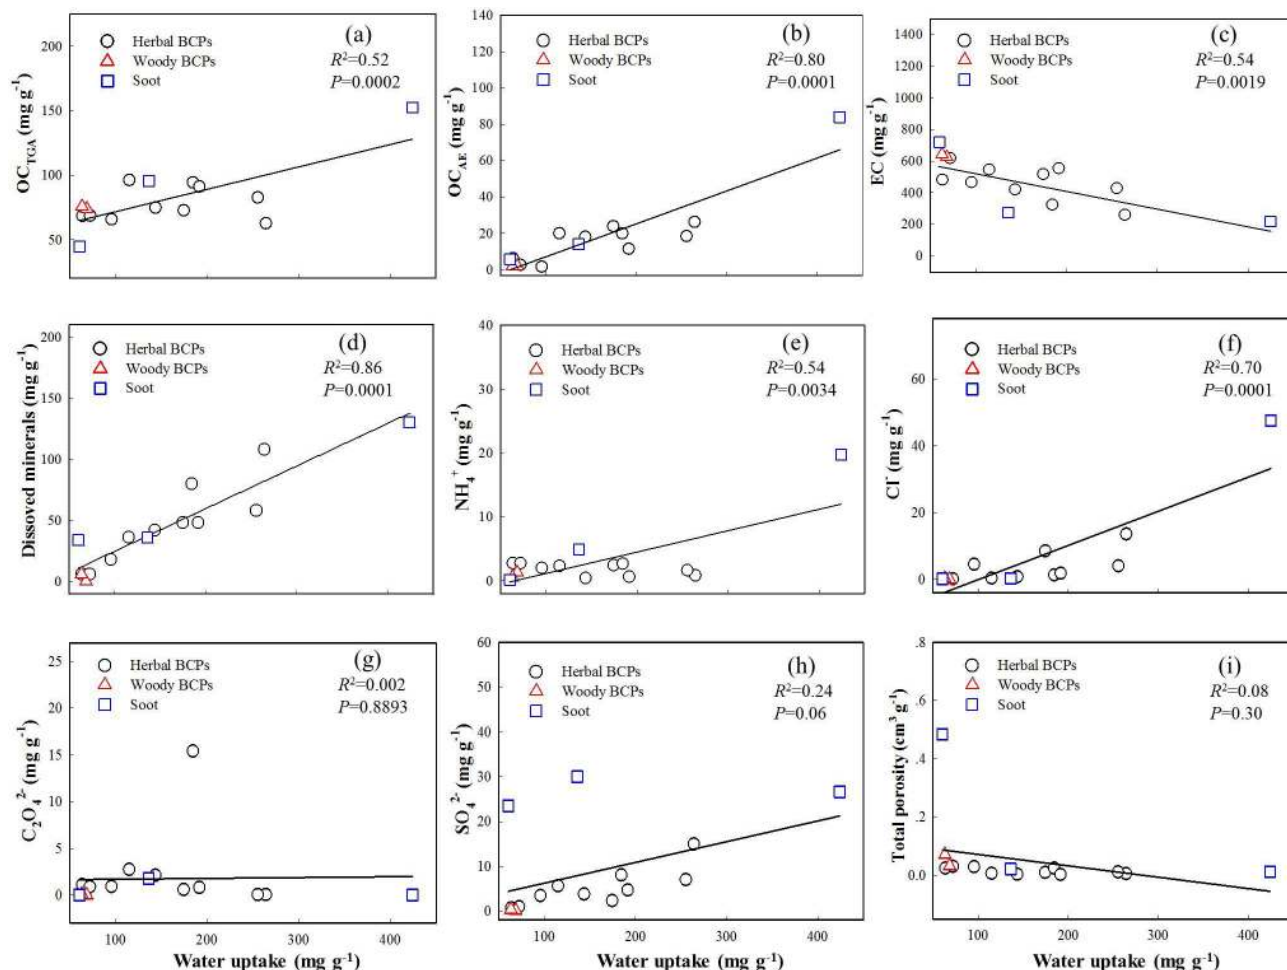 (a)
Herbal BCPs
Woody BCPs
Soot
R²=0.52
P=0.0002
OC_TGA (mg g⁻¹)
200
150
100
50
(b)
Herbal BCPs
Woody BCPs
Soot
R²=0.80
P=0.0001
OC_AE (mg g⁻¹)
140
120
100
80
60
40
20
0
(c)
Herbal BCPs
Woody BCPs
Soot
R²=0.54
P=0.0019
EC (mg g⁻¹)
1400
1200
1000
800
600
400
200
0
(d)
Herbal BCPs
Woody BCPs
Soot
R²=0.86
P=0.0001
Dissoved minerals (mg g⁻¹)
200
150
100
50
0
(e)
Herbal BCPs
Woody BCPs
Soot
R²=0.54
P=0.0034
NH₄⁺ (mg g⁻¹)
40
30
20
10
0
(f)
Herbal BCPs
Woody BCPs
Soot
R²=0.70
P=0.0001
Cl⁻ (mg g⁻¹)
60
40
20
0
(g)
Herbal BCPs
Woody BCPs
Soot
R²=0.002
P=0.8893
C₂O₄²⁻ (mg g⁻¹)
25
20
15
10
5
0
100 200 300 400
Water uptake (mg g⁻¹)
(h)
Herbal BCPs
Woody BCPs
Soot
R²=0.24
P=0.06
SO₄²⁻ (mg g⁻¹)
60
50
40
30
20
10
0
100 200 300 400
Water uptake (mg g⁻¹)
(i)
Herbal BCPs
Woody BCPs
Soot
R²=0.08
P=0.30
Total porosity (cm³ g⁻¹)
.8
.6
.4
.2
0.0
100 200 300 400
Water uptake (mg g⁻¹)